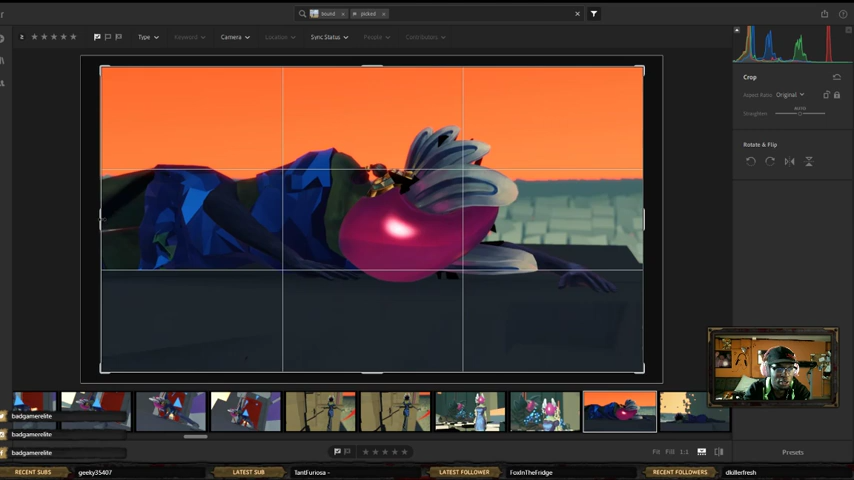 bound × picked ×
Type Keyword Camera Location Sync Status People Contributors
Crop
Aspect Ratio: Original
AUTO
Straighten
Rotate & Flip
badgamerelite
badgamerelite
badgamerelite
Fit Fill 1:1
Presets
RECENT SUBS geeky35407 LATEST SUB TantFuriosa - LATEST FOLLOWER FoxInTheFridge RECENT FOLLOWERS dkillerfresh